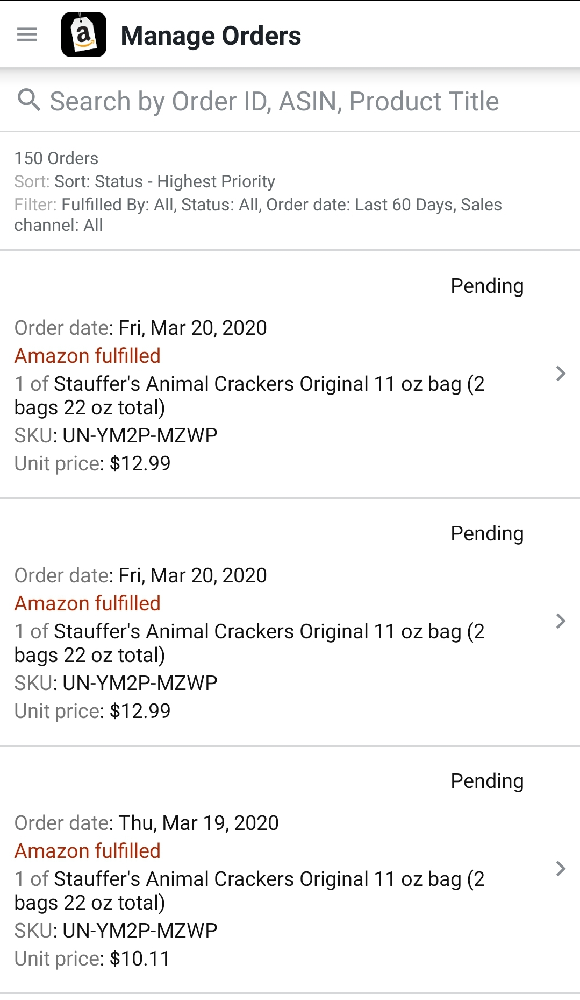 a
Manage Orders
Search by Order ID, ASIN, Product Title
150 Orders
Sort: Sort: Status - Highest Priority
Filter: Fulfilled By: All, Status: All, Order date: Last 60 Days, Sales
channel: All
Pending
Order date: Fri, Mar 20, 2020
Amazon fulfilled
1 of Stauffer's Animal Crackers Original 11 oz bag (2
bags 22 oz total)
SKU: UN-YM2P-MZWP
Unit price: $12.99
Pending
Order date: Fri, Mar 20, 2020
Amazon fulfilled
1 of Stauffer's Animal Crackers Original 11 oz bag (2
bags 22 oz total)
SKU: UN-YM2P-MZWP
Unit price: $12.99
Pending
Order date: Thu, Mar 19, 2020
Amazon fulfilled
1 of Stauffer's Animal Crackers Original 11 oz bag (2
bags 22 oz total)
SKU: UN-YM2P-MZWP
Unit price: $10.11